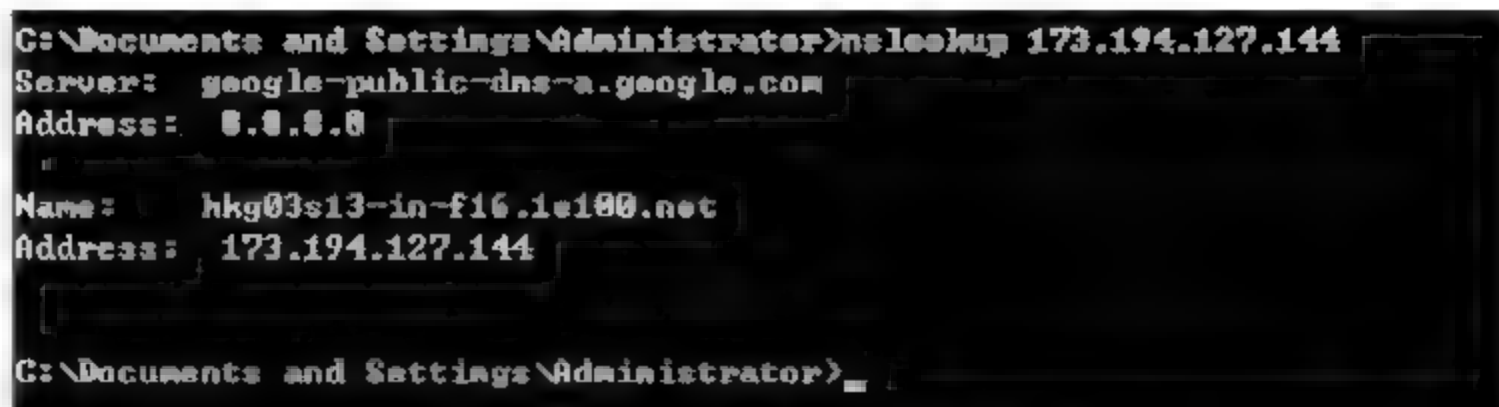 C:\Documents and Settings\Administrator>nslookup 173.194.127.144
Server:  google-public-dns-a.google.com
Address:  8.8.8.8
Name:    hkg03s13-in-f16.1e100.net
Address:  173.194.127.144
C:\Documents and Settings\Administrator>_